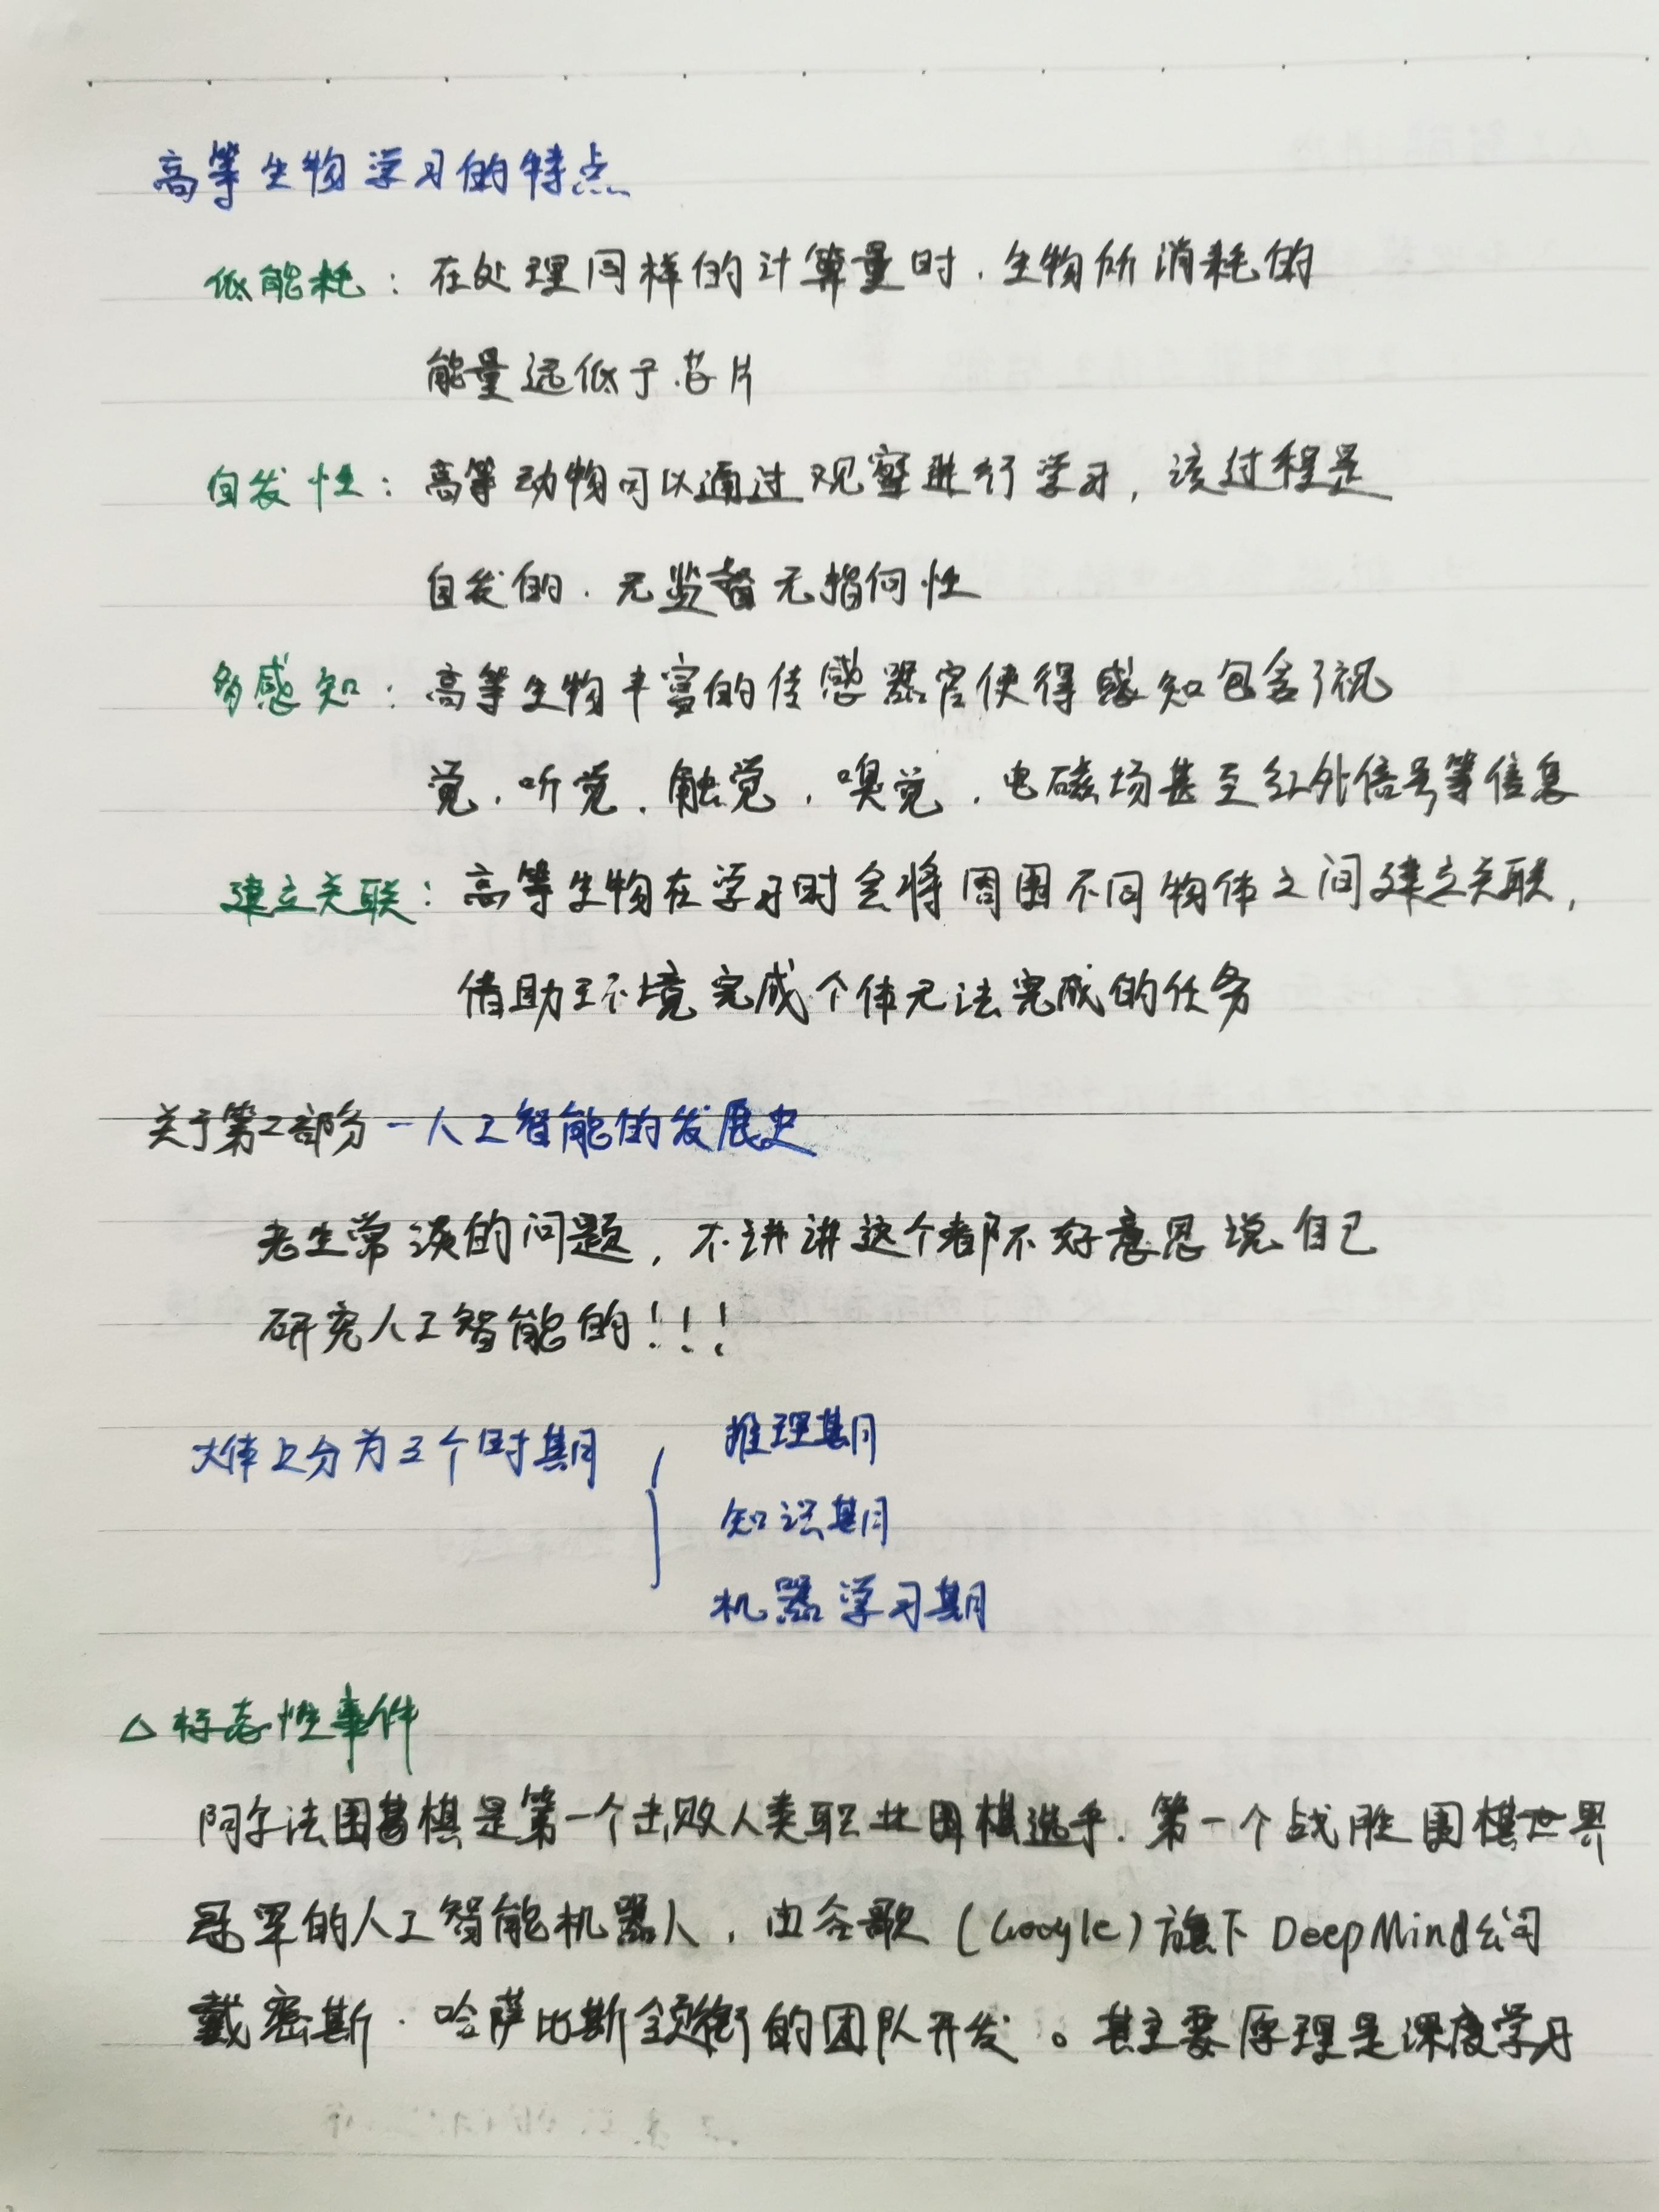 高等生物学习的特点
低能耗：在处理同样的计算量时，生物所消耗的
能量远低于芯片
自发性：高等动物可以通过观察进行学习，该过程是
自发的、无监督无指向性
多感知：高等生物丰富的传感器官使得感知包含了视
觉、听觉、触觉、嗅觉、电磁场甚至红外信号等信息
建立关联：高等生物在学习时会将周围不同物体之间建立关联，
借助环境完成个体无法完成的任务
关于第2部分－人工智能的发展史
老生常谈的问题，不讲讲这个都不好意思说自己
研究人工智能的！！！
大体上分为3个时期
推理期
知识期
机器学习期
△标志性事件
阿尔法围棋是第一个击败人类职业围棋选手、第一个战胜围棋世界
冠军的人工智能机器人，由谷歌（Google）旗下DeepMind公司
戴密斯·哈萨比斯领衔的团队开发。其主要原理是深度学习